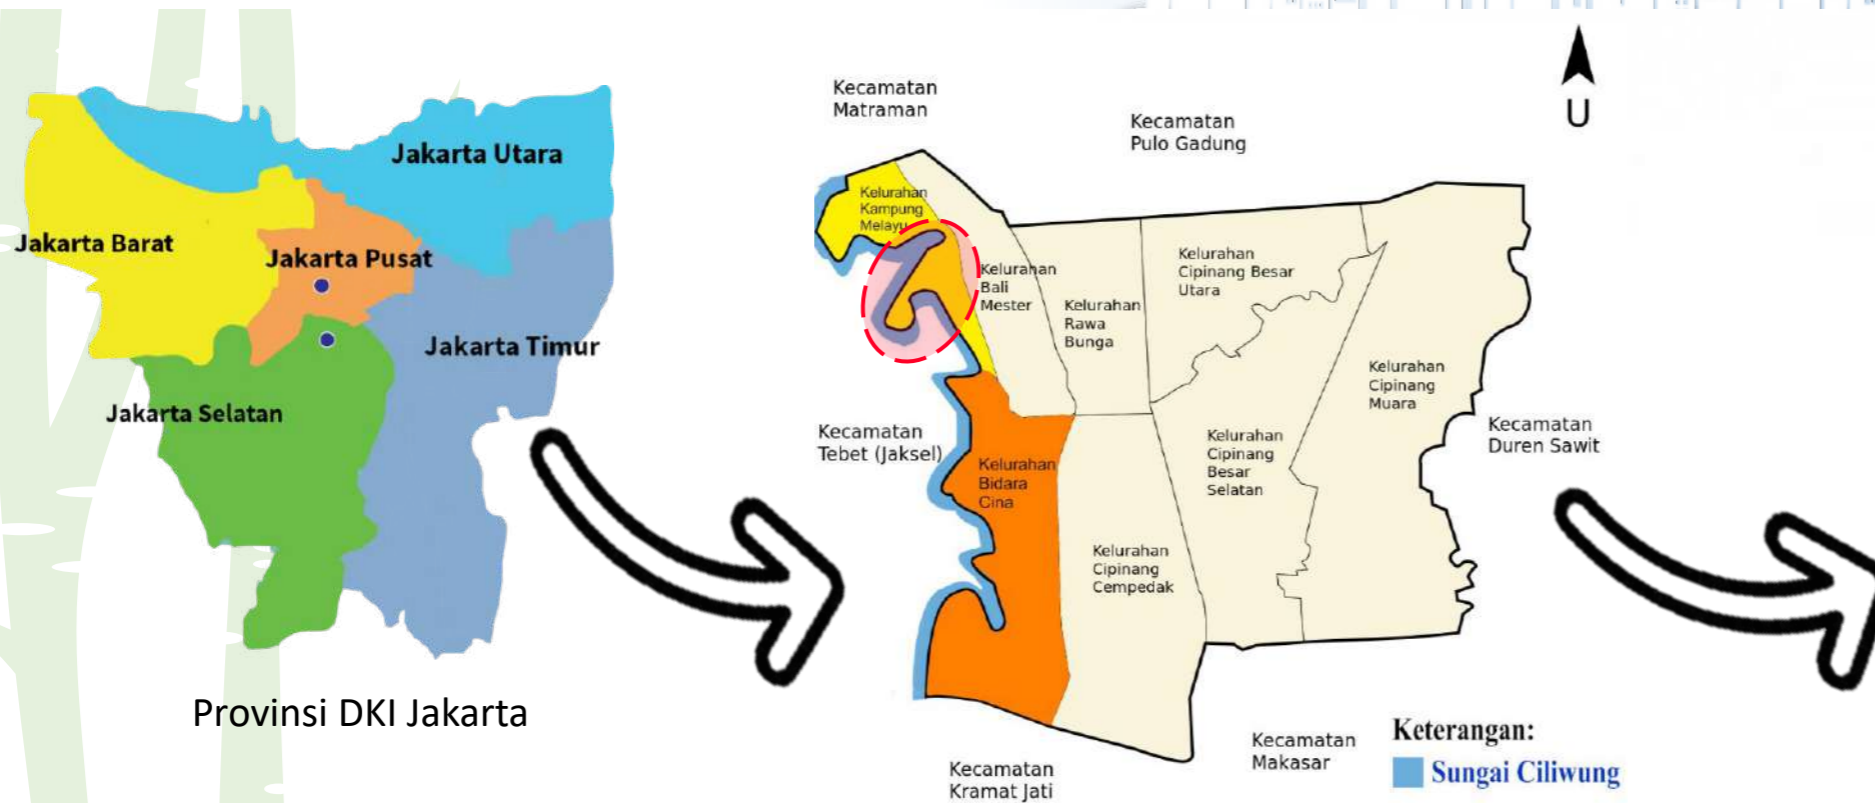 Jakarta Utara
Jakarta Barat
Jakarta Pusat
Jakarta Timur
Jakarta Selatan
Provinsi DKI Jakarta
Kecamatan
Matraman
Kecamatan
Pulo Gadung
U
Kelurahan
Kampung
Melayu
Kelurahan
Bali
Mester
Kelurahan
Rawa
Bunga
Kelurahan
Cipinang Besar
Utara
Kelurahan
Cipinang
Muara
Kecamatan
Tebet (Jaksel)
Kelurahan
Bidara
Cina
Kelurahan
Cipinang
Besar
Selatan
Kecamatan
Duren Sawit
Kelurahan
Cipinang
Cempedak
Kecamatan
Kramat Jati
Kecamatan
Makasar
Keterangan:
Sungai Ciliwung